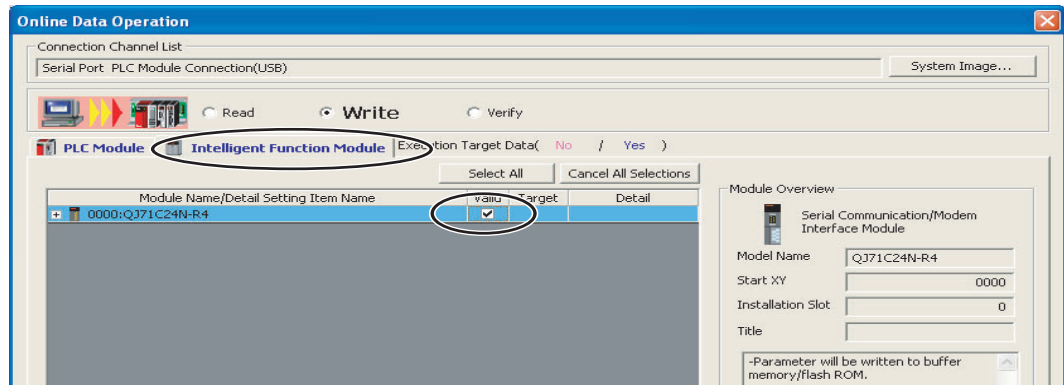 Online Data Operation
Connection Channel List
Serial Port PLC Module Connection(USB)
System Image...
Read
Write
Verify
PLC Module
Intelligent Function Module
Execution Target Data( No / Yes )
Select All
Cancel All Selections
Module Name/Detail Setting Item Name
Valid
Target
Detail
0000:QJ71C24N-R4
Module Overview
Serial Communication/Modem
Interface Module
Model Name
QJ71C24N-R4
Start XY
0000
Installation Slot
0
Title
-Parameter will be written to buffer
memory/flash ROM.